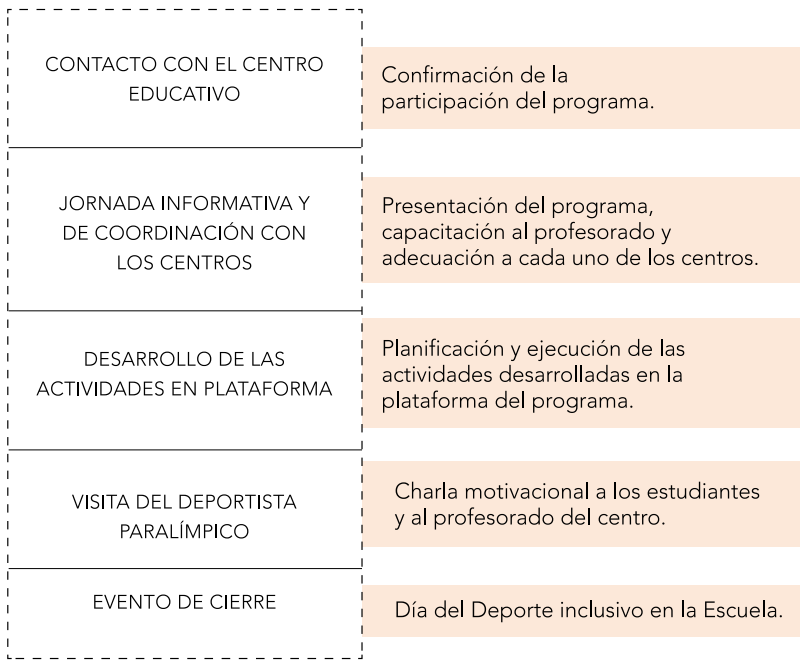 CONTACTO CON EL CENTRO
EDUCATIVO
Confirmación de la
participación del programa.
JORNADA INFORMATIVA Y
DE COORDINACIÓN CON
LOS CENTROS
Presentación del programa,
capacitación al profesorado y
adecuación a cada uno de los centros.
DESARROLLO DE LAS
ACTIVIDADES EN PLATAFORMA
Planificación y ejecución de las
actividades desarrolladas en la
plataforma del programa.
VISITA DEL DEPORTISTA
PARALÍMPICO
Charla motivacional a los estudiantes
y al profesorado del centro.
EVENTO DE CIERRE
Día del Deporte inclusivo en la Escuela.